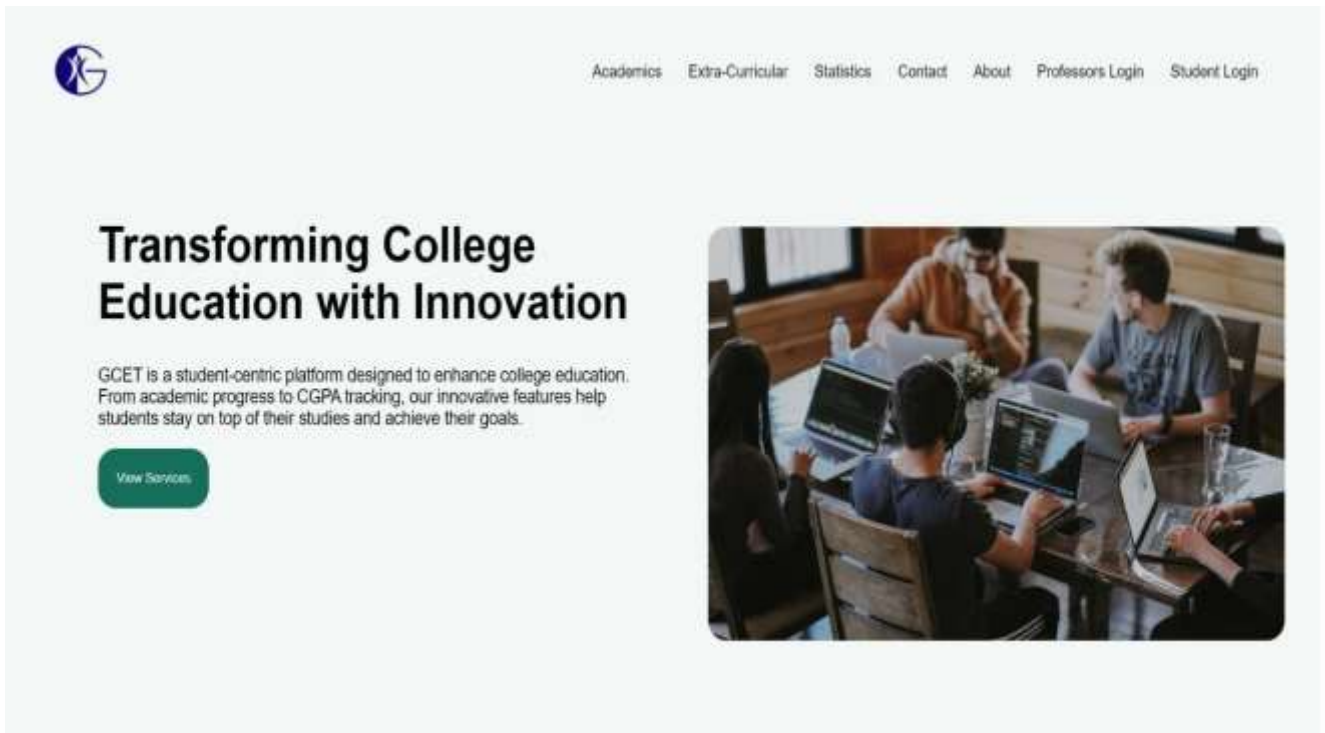 Academics Extra-Curricular Statistics Contact About Professors Login Student Login
Transforming College
Education with Innovation
GCET is a student-centric platform designed to enhance college education.
From academic progress to CGPA tracking, our innovative features help
students stay on top of their studies and achieve their goals.
View Services